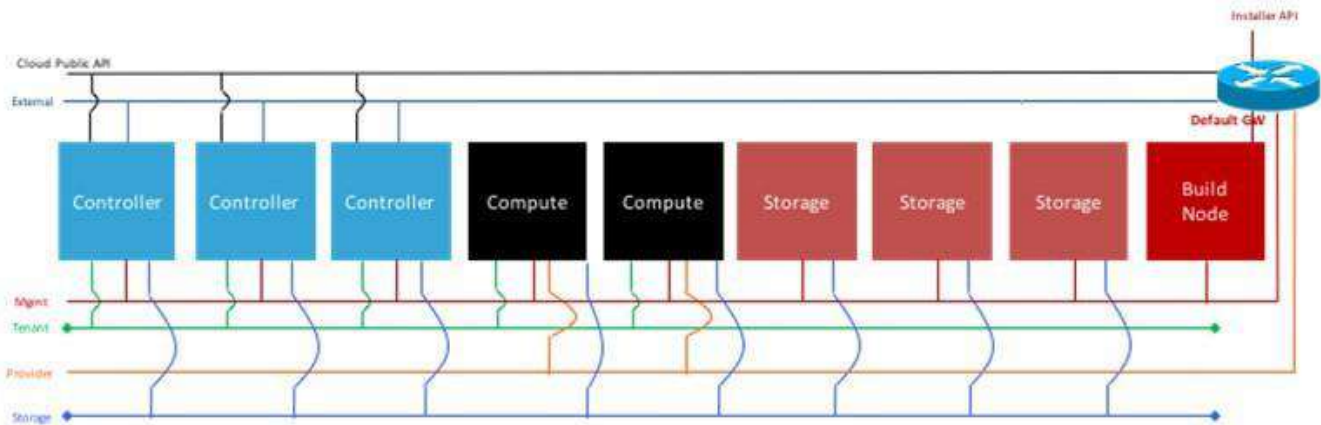 Installer API
Cloud Public API
External
Default GW
Controller
Controller
Controller
Compute
Compute
Storage
Storage
Storage
Build
Node
Mgmt
Tenant
Provider
Storage